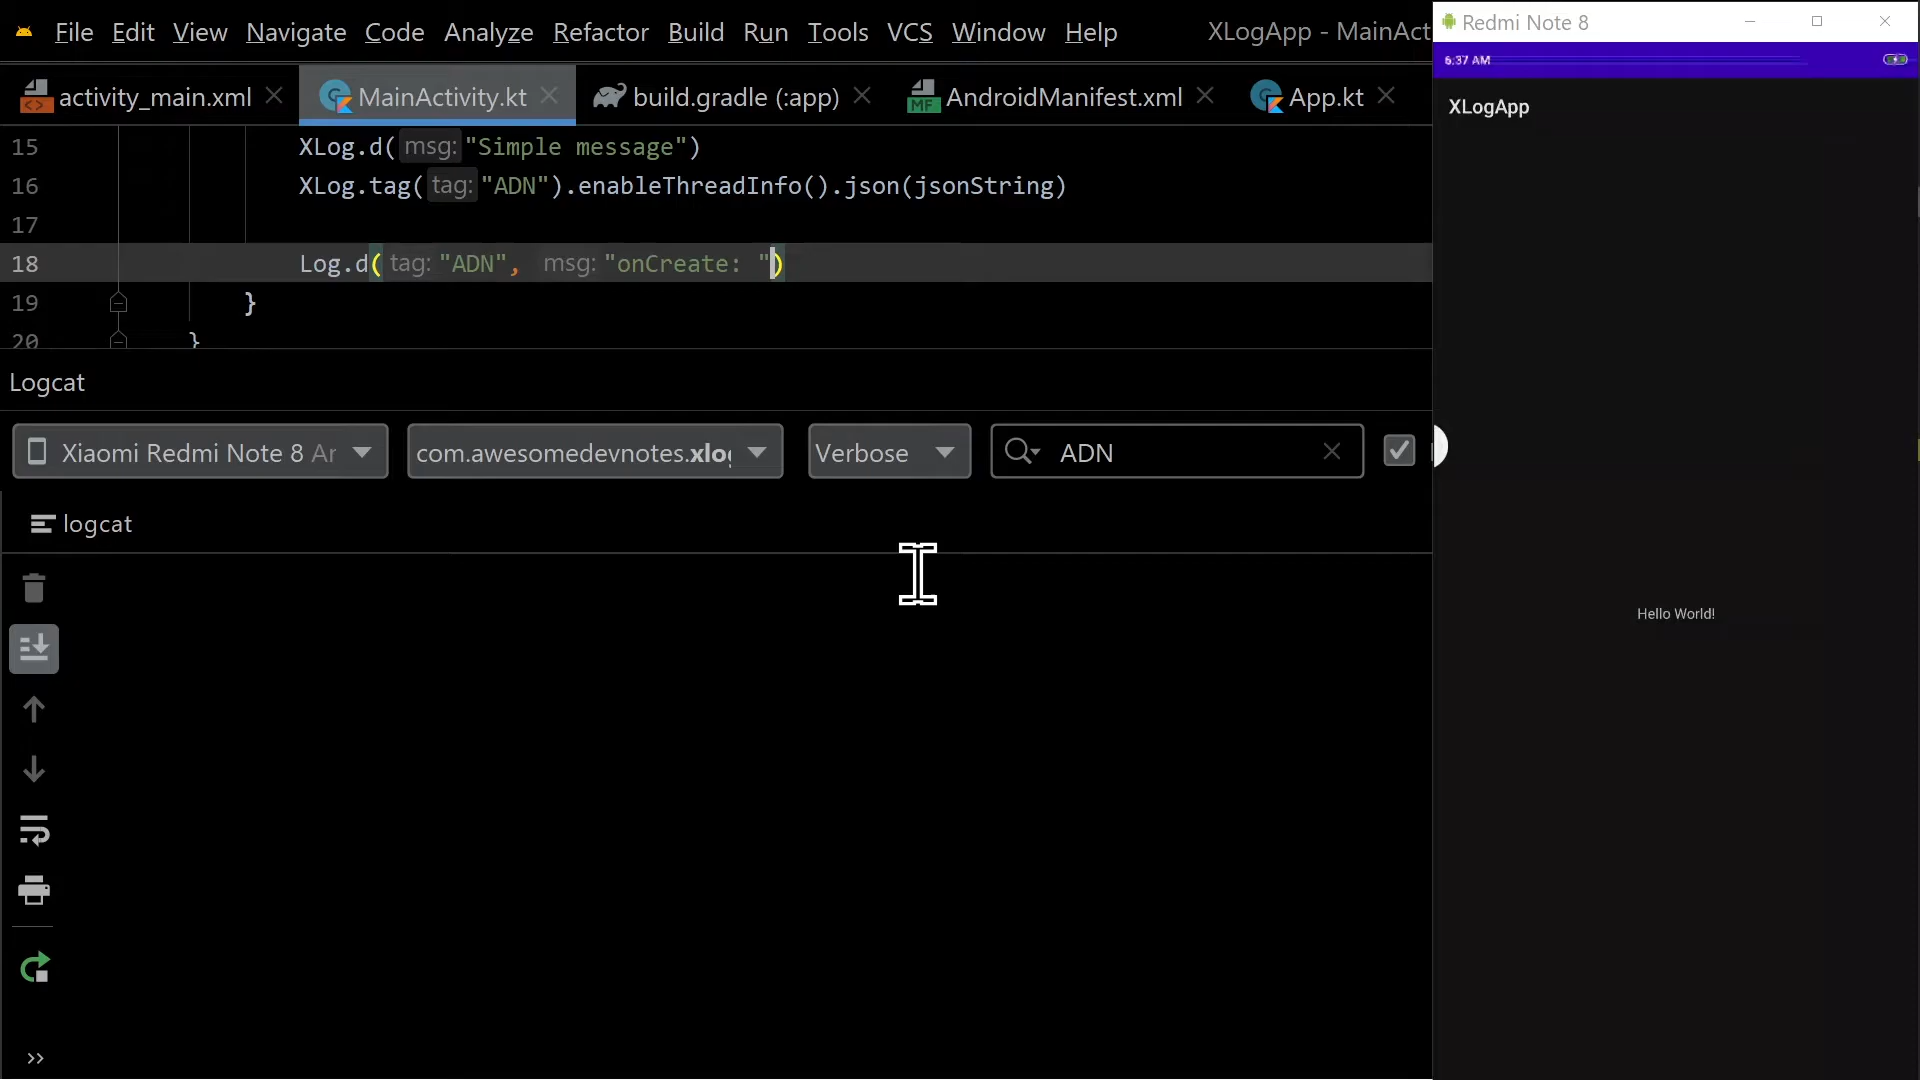 File Edit View Navigate Code Analyze Refactor Build Run Tools VCS Window Help XLogApp - MainAct
Redmi Note 8
6:37 AM
activity_main.xml MainActivity.kt build.gradle (:app) AndroidManifest.xml App.kt
XLogApp
15 XLog.d( msg: "Simple message")
16 XLog.tag( tag: "ADN").enableThreadInfo().json(jsonString)
17
18 Log.d( tag: "ADN", msg: "onCreate: ")
19 }
20 }
Logcat
Xiaomi Redmi Note 8 Ar com.awesomedevnotes.xlo Verbose ADN
logcat
Hello World!